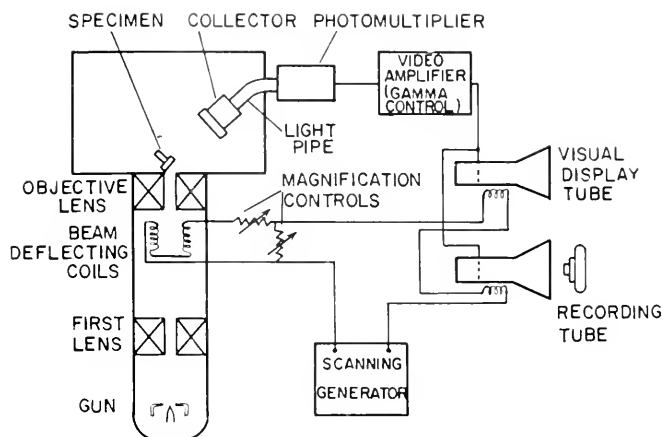 SPECIMEN COLLECTOR PHOTOMULTIPLIER
VIDEO
AMPLIFIER
(GAMMA
CONTROL)
LIGHT
PIPE
VISUAL
DISPLAY
TUBE
OBJECTIVE
LENS
MAGNIFICATION
CONTROLS
BEAM
DEFLECTING
COILS
RECORDING
TUBE
FIRST
LENS
SCANNING
GENERATOR
GUN